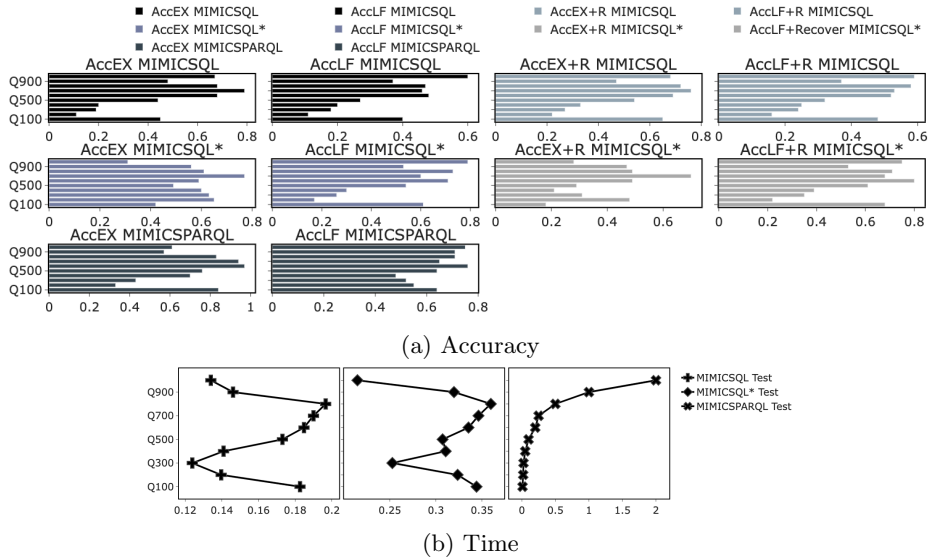 AccEX MIMICSQL AccLF MIMICSQL AccEX+R MIMICSQL AccLF+R MIMICSQL
AccEX MIMICSQL* AccLF MIMICSQL* AccEX+R MIMICSQL* AccLF+Recover MIMICSQL*
AccEX MIMICSPARQL AccLF MIMICSPARQL
AccEX MIMICSQL AccLF MIMICSQL AccEX+R MIMICSQL AccLF+R MIMICSQL
Q900
Q500
Q100
0 0.2 0.4 0.6 0.8 0 0.2 0.4 0.6 0 0.2 0.4 0.6 0.8 0 0.2 0.4 0.6
AccEX MIMICSQL* AccLF MIMICSQL* AccEX+R MIMICSQL* AccLF+R MIMICSQL*
Q900
Q500
Q100
0 0.2 0.4 0.6 0.8 0 0.2 0.4 0.6 0.8 0 0.2 0.4 0.6 0 0.2 0.4 0.6 0.8
AccEX MIMICSPARQL AccLF MIMICSPARQL
Q900
Q500
Q100
0 0.2 0.4 0.6 0.8 1 0 0.2 0.4 0.6 0.8
(a) Accuracy
MIMICSQL Test
MIMICSQL* Test
MIMICSPARQL Test
Q900
Q700
Q500
Q300
Q100
0.12 0.14 0.16 0.18 0.2 0.25 0.3 0.35 0 0.5 1 1.5 2
(b) Time